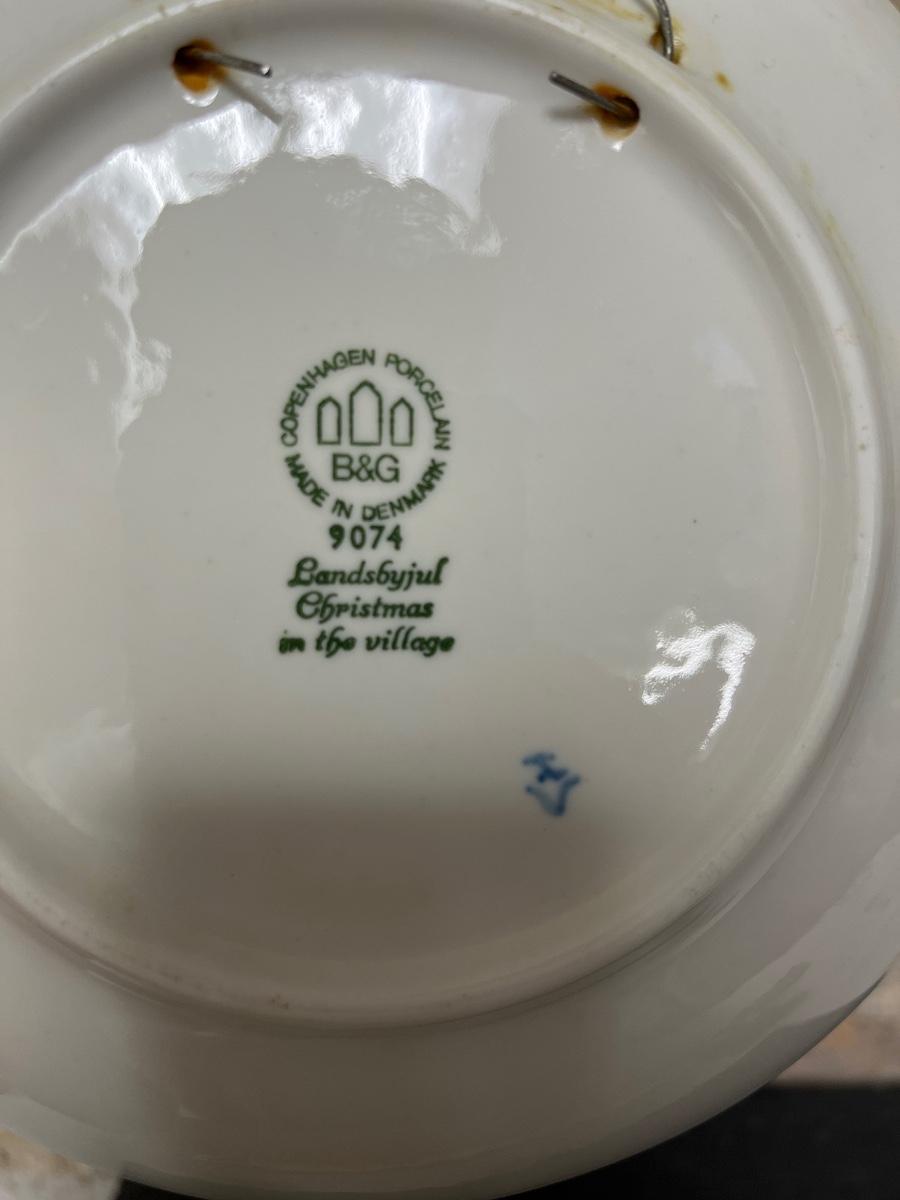 COPENHAGEN PORCELAIN
B&G
MADE IN DENMARK
9074
Landsbyjul
Christmas
in the village